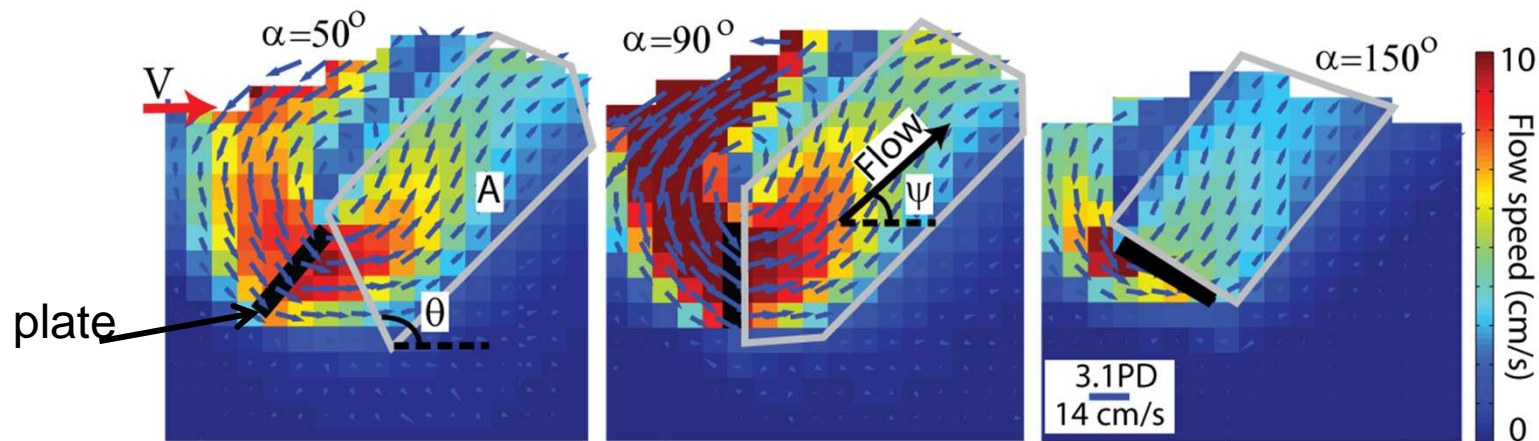 α=50°
α=90°
α=150°
V
A
θ
plate
Flow
ψ
3.1PD
14 cm/s
10
Flow speed (cm/s)
0